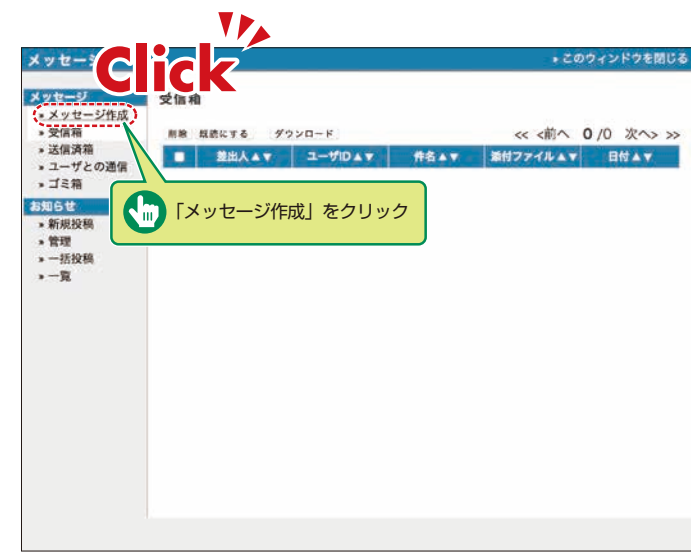 Click
メッセー
▸このウィンドウを閉じる
メッセージ
» メッセージ作成
» 受信箱
» 送信済箱
» ユーザとの通信
» ゴミ箱
お知らせ
» 新規投稿
» 管理
» 一括投稿
» 一覧
受信箱
削除 既読にする ダウンロード
<< <前へ 0 /0 次へ> >>
差出人▲▼ ユーザID▲▼ 件名▲▼ 添付ファイル▲▼ 日付▲▼
「メッセージ作成」をクリック